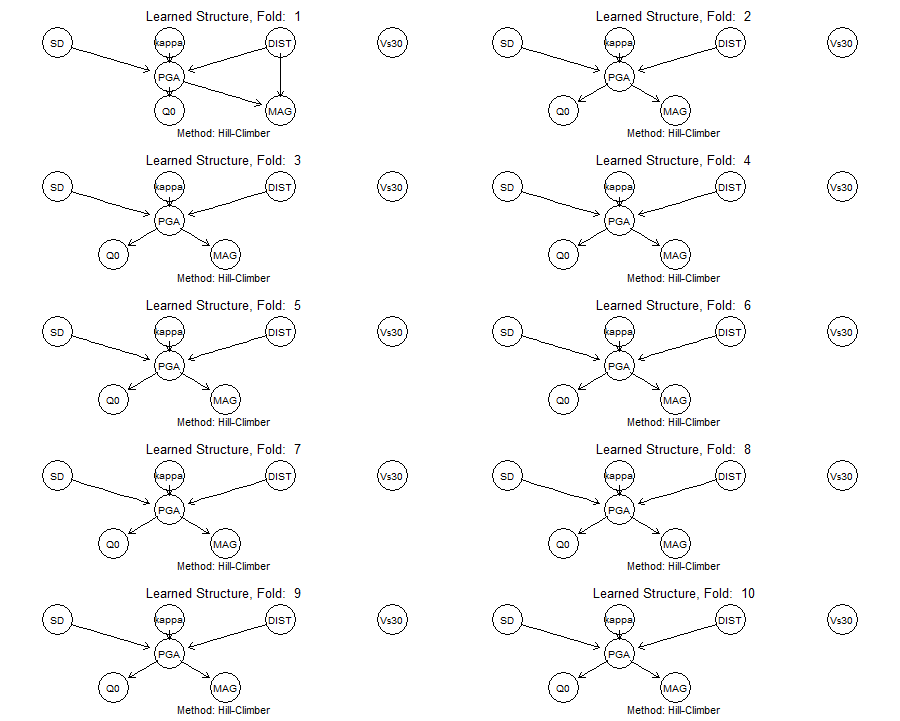 Learned Structure, Fold: 1
SD kappa DIST Vs30
PGA
Q0 MAG
Method: Hill-Climber
Learned Structure, Fold: 2
SD kappa DIST Vs30
PGA
Q0 MAG
Method: Hill-Climber
Learned Structure, Fold: 3
SD kappa DIST Vs30
PGA
Q0 MAG
Method: Hill-Climber
Learned Structure, Fold: 4
SD kappa DIST Vs30
PGA
Q0 MAG
Method: Hill-Climber
Learned Structure, Fold: 5
SD kappa DIST Vs30
PGA
Q0 MAG
Method: Hill-Climber
Learned Structure, Fold: 6
SD kappa DIST Vs30
PGA
Q0 MAG
Method: Hill-Climber
Learned Structure, Fold: 7
SD kappa DIST Vs30
PGA
Q0 MAG
Method: Hill-Climber
Learned Structure, Fold: 8
SD kappa DIST Vs30
PGA
Q0 MAG
Method: Hill-Climber
Learned Structure, Fold: 9
SD kappa DIST Vs30
PGA
Q0 MAG
Method: Hill-Climber
Learned Structure, Fold: 10
SD kappa DIST Vs30
PGA
Q0 MAG
Method: Hill-Climber